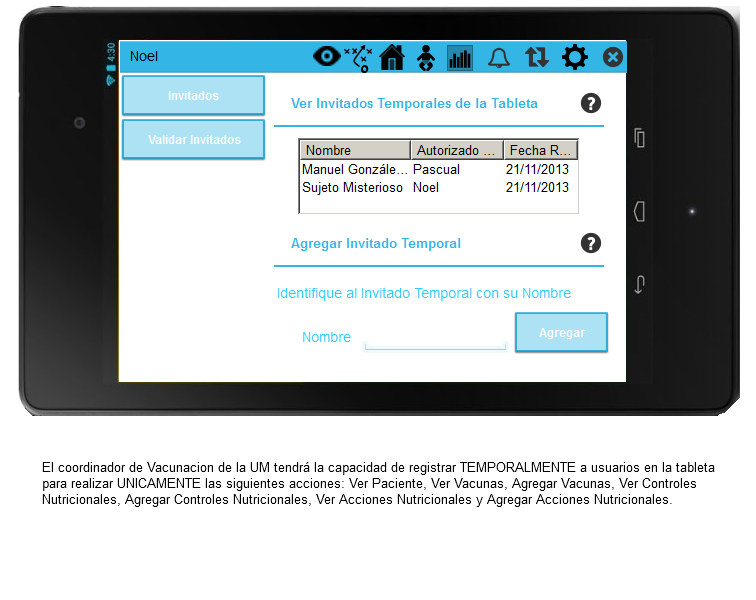 4:30
Noel
Invitados
Validar Invitados
Ver Invitados Temporales de la Tableta
?
Nombre Autorizado ... Fecha R...
Manuel Gonzále... Pascual 21/11/2013
Sujeto Misterioso Noel 21/11/2013
Agregar Invitado Temporal
?
Identifique al Invitado Temporal con su Nombre
Nombre
Agregar
El coordinador de Vacunacion de la UM tendrá la capacidad de registrar TEMPORALMENTE a usuarios en la tableta
para realizar UNICAMENTE las siguientes acciones: Ver Paciente, Ver Vacunas, Agregar Vacunas, Ver Controles
Nutricionales, Agregar Controles Nutricionales, Ver Acciones Nutricionales y Agregar Acciones Nutricionales.